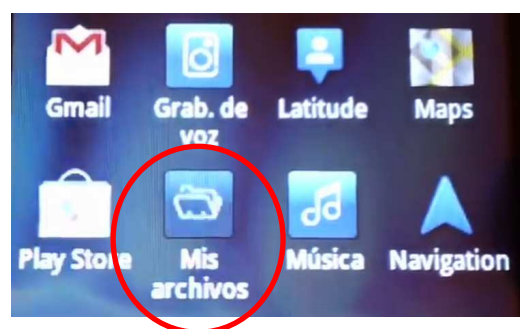 Gmail
Grab. de
voz
Latitude
Maps
Play Store
Mis
archivos
Música
Navigation